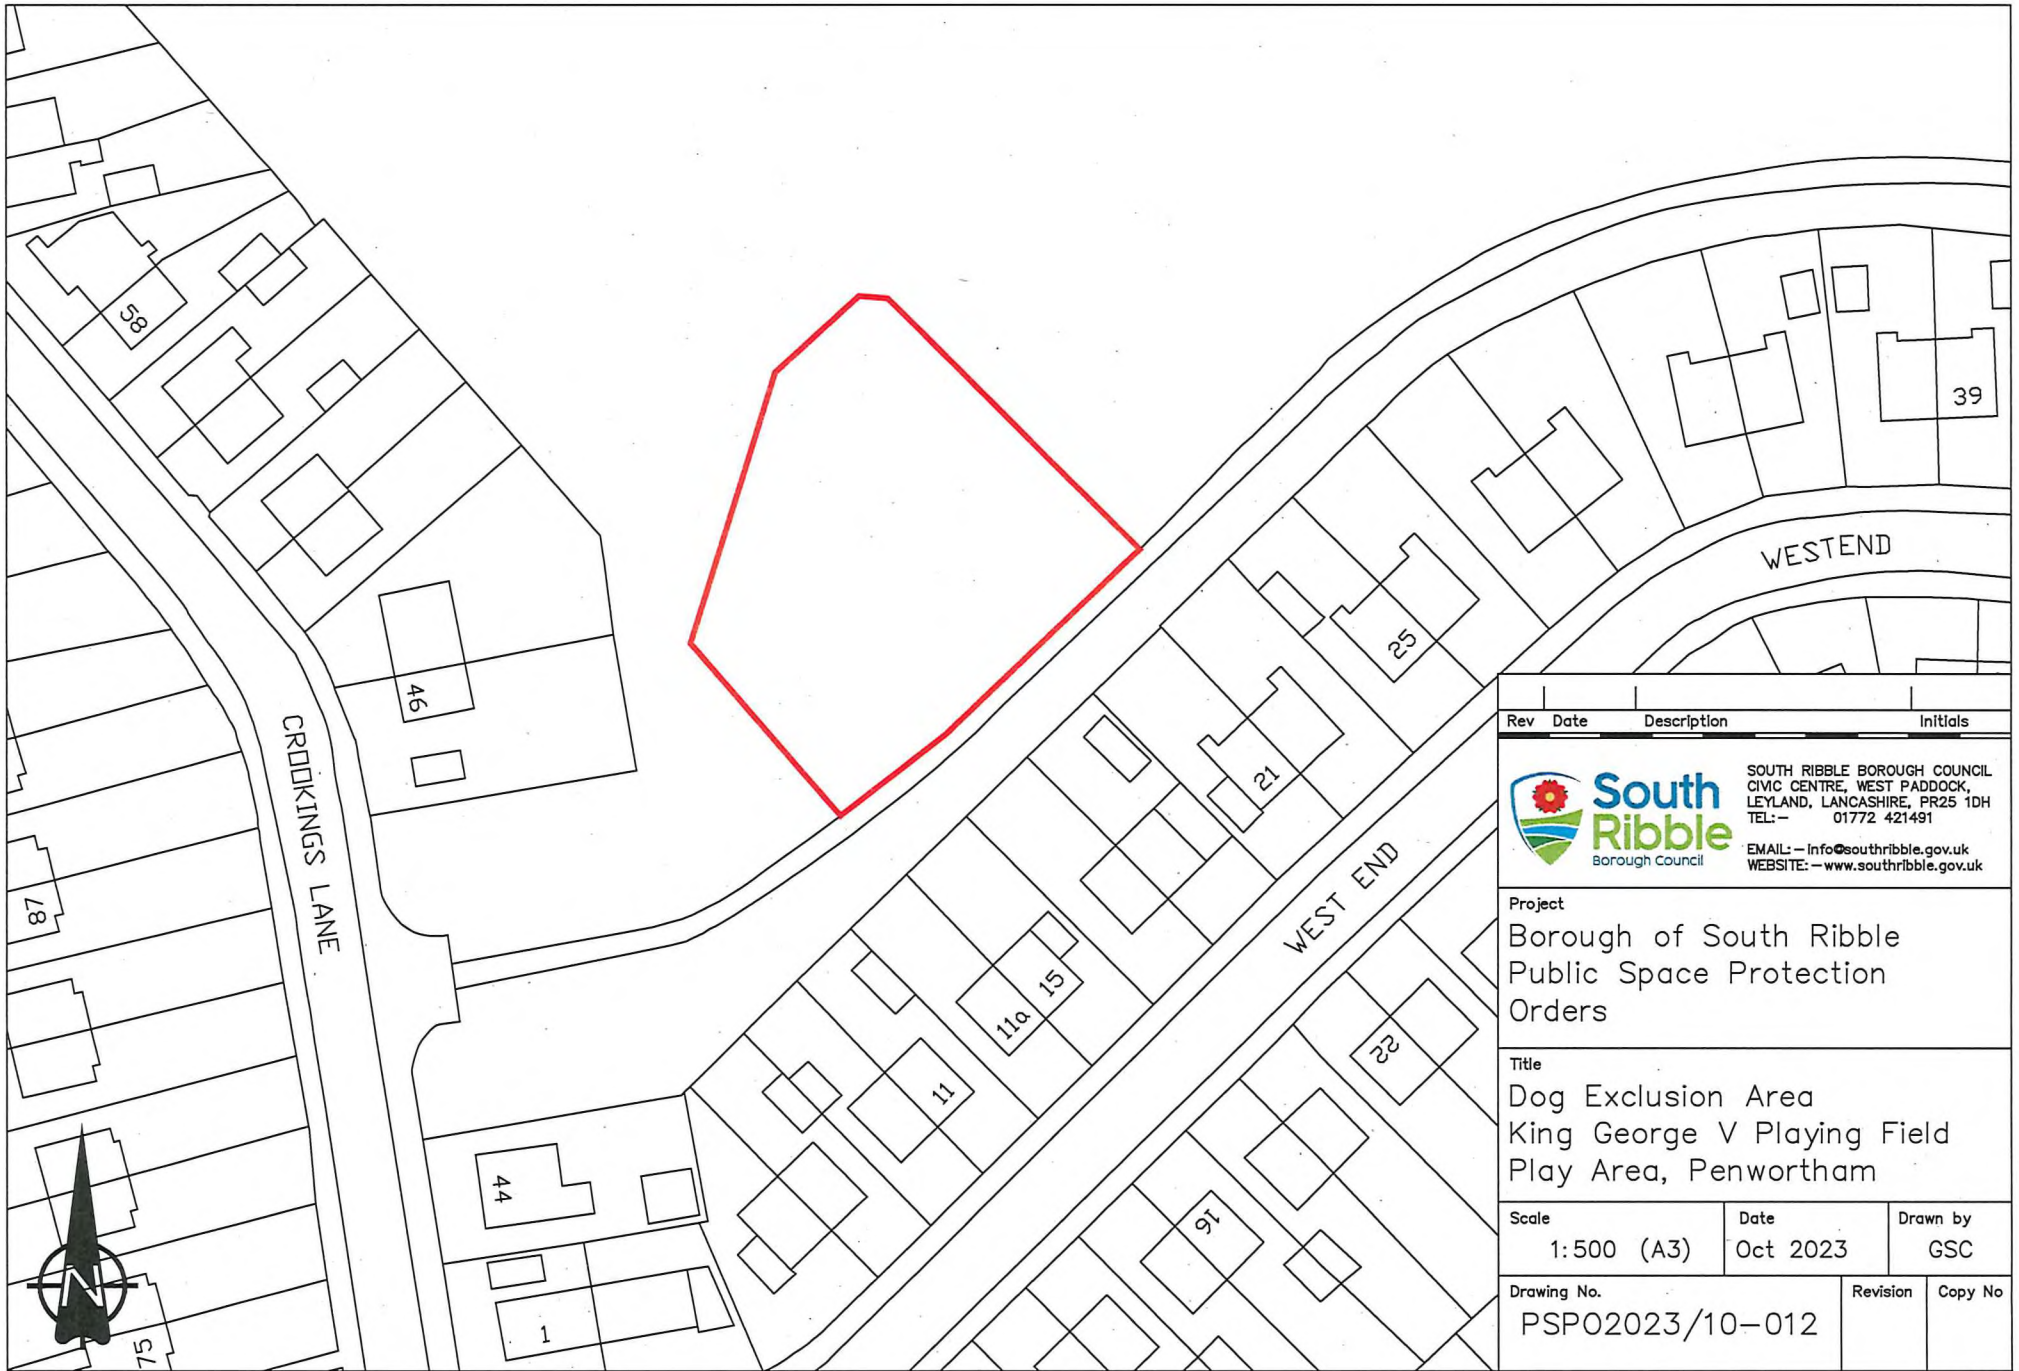 58
39
WESTEND
25
46
21
CROOKINGS LANE
87
WEST END
15
11a
22
11
44
16
1
75
N
Rev Date Description Initials
South
Ribble
Borough Council
SOUTH RIBBLE BOROUGH COUNCIL
CIVIC CENTRE, WEST PADDOCK,
LEYLAND, LANCASHIRE, PR25 1DH
TEL:- 01772 421491
EMAIL:-info@southribble.gov.uk
WEBSITE:-www.southribble.gov.uk
Project
Borough of South Ribble
Public Space Protection
Orders
Title
Dog Exclusion Area
King George V Playing Field
Play Area, Penwortham
Scale
1:500 (A3)
Date
Oct 2023
Drawn by
GSC
Drawing No.
PSPO2023/10-012
Revision
Copy No